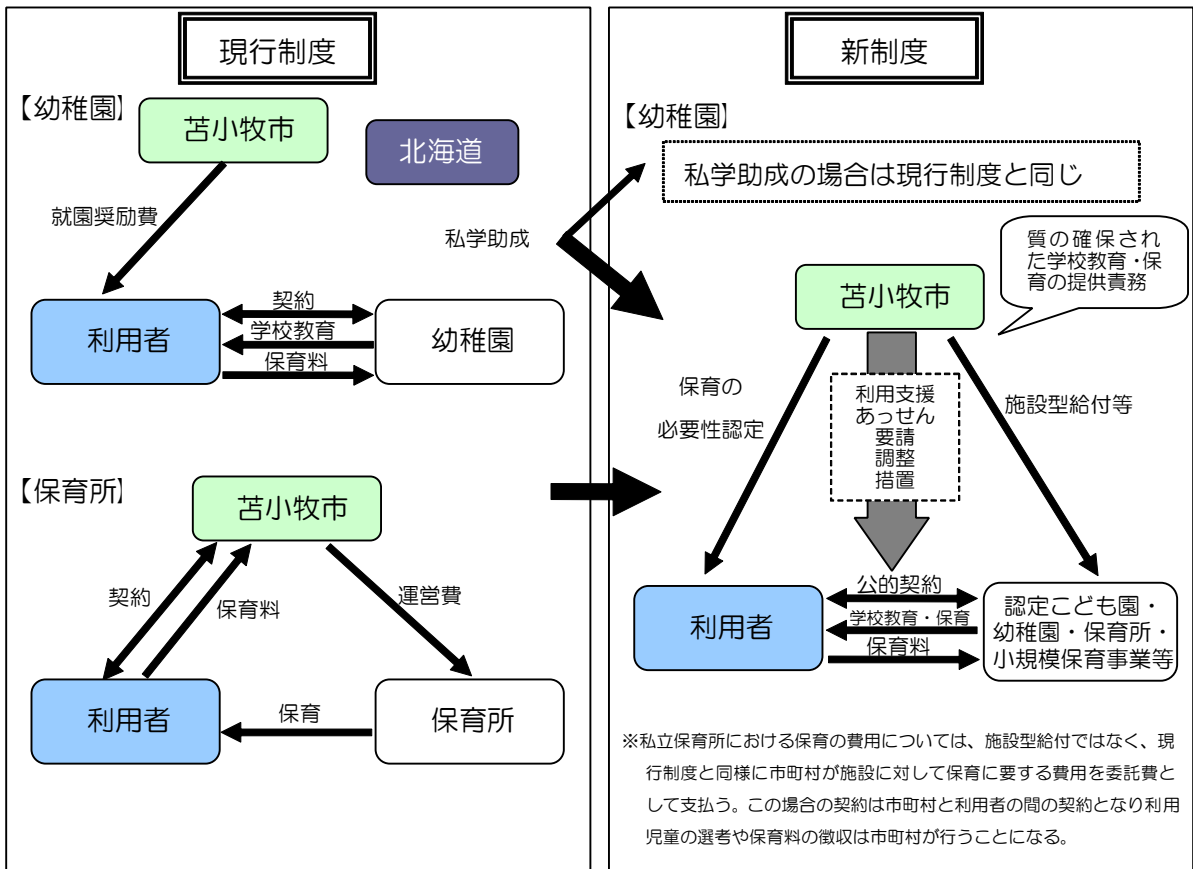 現行制度
【幼稚園】
苫小牧市
北海道
就園奨励費
私学助成
利用者
契約
学校教育
保育料
幼稚園
【保育所】
苫小牧市
契約
保育料
運営費
利用者
保育
保育所
新制度
【幼稚園】
私学助成の場合は現行制度と同じ
質の確保され
た学校教育・保
育の提供責務
苫小牧市
保育の
必要性認定
利用支援
あっせん
要請
調整
措置
施設型給付等
利用者
公的契約
学校教育・保育
保育料
認定こども園・
幼稚園・保育所・
小規模保育事業等
※私立保育所における保育の費用については、施設型給付ではなく、現
行制度と同様に市町村が施設に対して保育に要する費用を委託費と
して支払う。この場合の契約は市町村と利用者の間の契約となり利用
児童の選考や保育料の徴収は市町村が行うことになる。